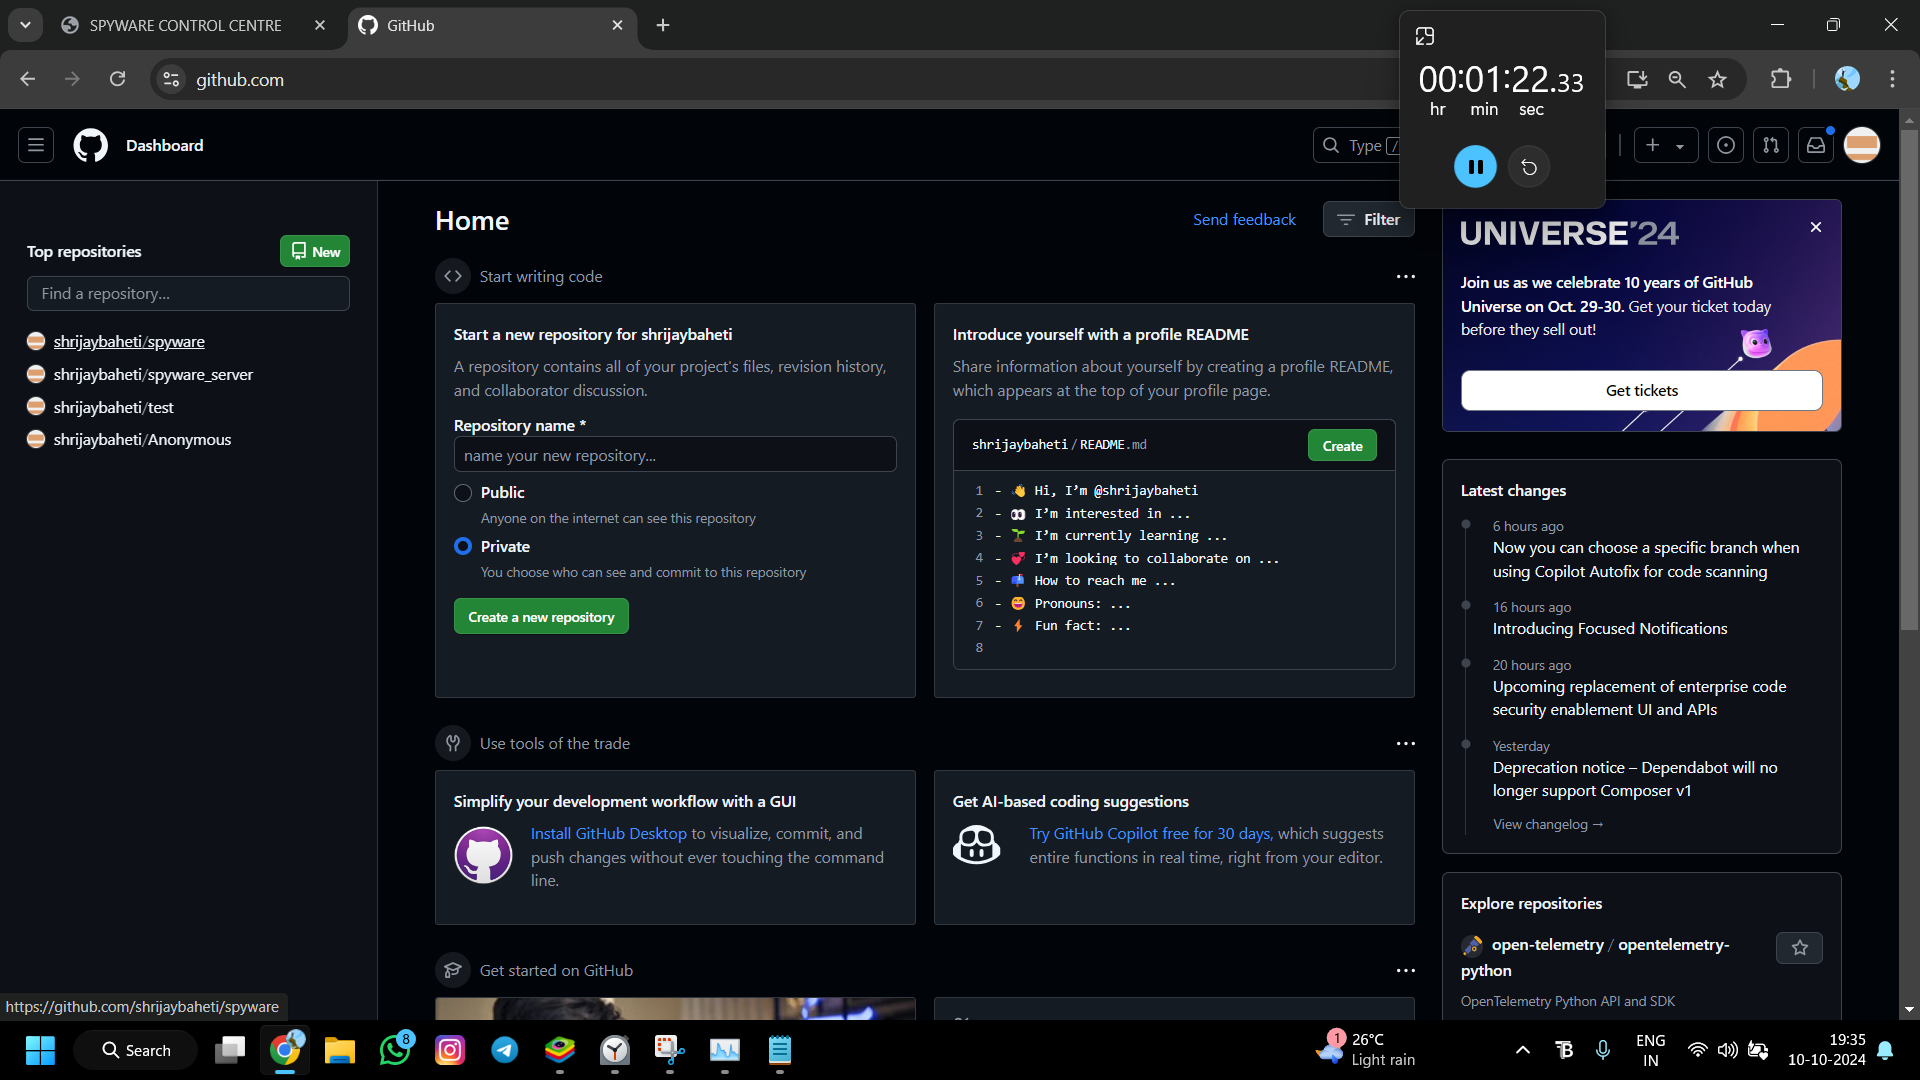 SPYWARE CONTROL CENTRE
GitHub
github.com
00:01:22.33
hr min sec
Dashboard
Type /
Home
Send feedback
Filter
Top repositories
New
Find a repository...
shrijaybaheti/spyware
shrijaybaheti/spyware_server
shrijaybaheti/test
shrijaybaheti/Anonymous
Start writing code
Start a new repository for shrijaybaheti
A repository contains all of your project's files, revision history,
and collaborator discussion.
Repository name *
name your new repository...
Public
Anyone on the internet can see this repository
Private
You choose who can see and commit to this repository
Create a new repository
Introduce yourself with a profile README
Share information about yourself by creating a profile README,
which appears at the top of your profile page.
shrijaybaheti / README.md
Create
1 - 👋 Hi, I’m @shrijaybaheti
2 - 👀 I’m interested in ...
3 - 🌱 I’m currently learning ...
4 - 💞️ I’m looking to collaborate on ...
5 - 📫 How to reach me ...
6 - 😄 Pronouns: ...
7 - ⚡ Fun fact: ...
8
Use tools of the trade
Simplify your development workflow with a GUI
Install GitHub Desktop to visualize, commit, and
push changes without ever touching the command
line.
Get AI-based coding suggestions
Try GitHub Copilot free for 30 days, which suggests
entire functions in real time, right from your editor.
Get started on GitHub
UNIVERSE'24
Join us as we celebrate 10 years of GitHub
Universe on Oct. 29-30. Get your ticket today
before they sell out!
Get tickets
Latest changes
6 hours ago
Now you can choose a specific branch when
using Copilot Autofix for code scanning
16 hours ago
Introducing Focused Notifications
20 hours ago
Upcoming replacement of enterprise code
security enablement UI and APIs
Yesterday
Deprecation notice – Dependabot will no
longer support Composer v1
View changelog →
Explore repositories
open-telemetry / opentelemetry-
python
OpenTelemetry Python API and SDK
https://github.com/shrijaybaheti/spyware
Search
8
1
26°C
Light rain
ENG
IN
19:35
10-10-2024